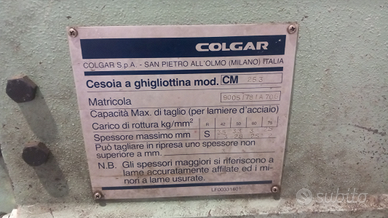 COLGAR
COLGAR S.p.A. - SAN PIETRO ALL'OLMO (MILANO) ITALIA
Cesoia a ghigliottina mod. CM
Matricola
Capacità Max. di taglio (per lamiere d'acciaio)
Carico di rottura kg/mm²
Spessore massimo mm S
Può tagliare in ripresa uno spessore non
superiore a mm.
N.B. Gli spessori maggiori si riferiscono a
lame accuratamente affilate ed i mi-
nori a lame usurate.
subito